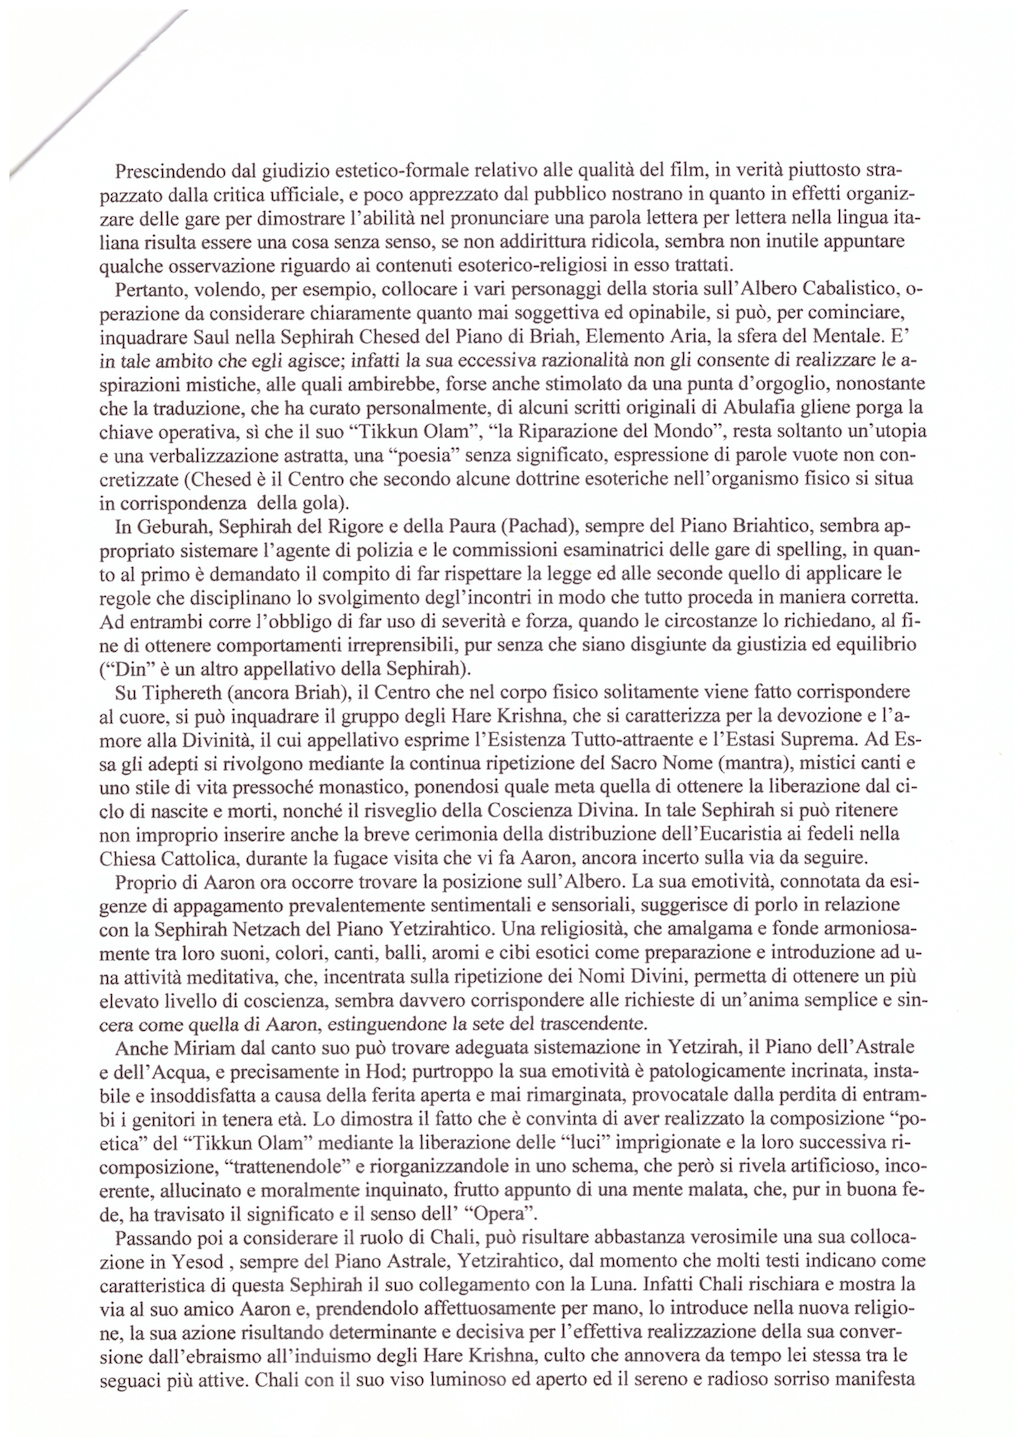 Prescindendo dal giudizio estetico-formale relativo alle qualità del film, in verità piuttosto stra-
pazzato dalla critica ufficiale, e poco apprezzato dal pubblico nostrano in quanto in effetti organiz-
zare delle gare per dimostrare l'abilità nel pronunciare una parola lettera per lettera nella lingua ita-
liana risulta essere una cosa senza senso, se non addirittura ridicola, sembra non inutile appuntare
qualche osservazione riguardo ai contenuti esoterico-religiosi in esso trattati.
Pertanto, volendo, per esempio, collocare i vari personaggi della storia sull'Albero Cabalistico, o-
perazione da considerare chiaramente quanto mai soggettiva ed opinabile, si può, per cominciare,
inquadrare Saul nella Sephirah Chesed del Piano di Briah, Elemento Aria, la sfera del Mentale. E'
in tale ambito che egli agisce; infatti la sua eccessiva razionalità non gli consente di realizzare le a-
spirazioni mistiche, alle quali ambirebbe, forse anche stimolato da una punta d'orgoglio, nonostante
che la traduzione, che ha curato personalmente, di alcuni scritti originali di Abulafia gliene porga la
chiave operativa, sì che il suo “Tikkun Olam”, “la Riparazione del Mondo”, resta soltanto un'utopia
e una verbalizzazione astratta, una “poesia” senza significato, espressione di parole vuote non con-
cretizzate (Chesed è il Centro che secondo alcune dottrine esoteriche nell'organismo fisico si situa
in corrispondenza della gola).
In Geburah, Sephirah del Rigore e della Paura (Pachad), sempre del Piano Briahtico, sembra ap-
propriato sistemare l'agente di polizia e le commissioni esaminatrici delle gare di spelling, in quan-
to al primo è demandato il compito di far rispettare la legge ed alle seconde quello di applicare le
regole che disciplinano lo svolgimento degl'incontri in modo che tutto proceda in maniera corretta.
Ad entrambi corre l'obbligo di far uso di severità e forza, quando le circostanze lo richiedano, al fi-
ne di ottenere comportamenti irreprensibili, pur senza che siano disgiunte da giustizia ed equilibrio
(“Din” è un altro appellativo della Sephirah).
Su Tiphereth (ancora Briah), il Centro che nel corpo fisico solitamente viene fatto corrispondere
al cuore, si può inquadrare il gruppo degli Hare Krishna, che si caratterizza per la devozione e l'a-
more alla Divinità, il cui appellativo esprime l'Esistenza Tutto-attraente e l'Estasi Suprema. Ad Es-
sa gli adepti si rivolgono mediante la continua ripetizione del Sacro Nome (mantra), mistici canti e
uno stile di vita pressoché monastico, ponendosi quale meta quella di ottenere la liberazione dal ci-
clo di nascite e morti, nonché il risveglio della Coscienza Divina. In tale Sephirah si può ritenere
non improprio inserire anche la breve cerimonia della distribuzione dell'Eucaristia ai fedeli nella
Chiesa Cattolica, durante la fugace visita che vi fa Aaron, ancora incerto sulla via da seguire.
Proprio di Aaron ora occorre trovare la posizione sull'Albero. La sua emotività, connotata da esi-
genze di appagamento prevalentemente sentimentali e sensoriali, suggerisce di porlo in relazione
con la Sephirah Netzach del Piano Yetzirahtico. Una religiosità, che amalgama e fonde armoniosa-
mente tra loro suoni, colori, canti, balli, aromi e cibi esotici come preparazione e introduzione ad u-
na attività meditativa, che, incentrata sulla ripetizione dei Nomi Divini, permetta di ottenere un più
elevato livello di coscienza, sembra davvero corrispondere alle richieste di un'anima semplice e sin-
cera come quella di Aaron, estinguendone la sete del trascendente.
Anche Miriam dal canto suo può trovare adeguata sistemazione in Yetzirah, il Piano dell'Astrale
e dell'Acqua, e precisamente in Hod; purtroppo la sua emotività è patologicamente incrinata, insta-
bile e insoddisfatta a causa della ferita aperta e mai rimarginata, provocatale dalla perdita di entram-
bi i genitori in tenera età. Lo dimostra il fatto che è convinta di aver realizzato la composizione “po-
etica” del “Tikkun Olam” mediante la liberazione delle “luci” imprigionate e la loro successiva ri-
composizione, “trattenendole” e riorganizzandole in uno schema, che però si rivela artificioso, inco-
erente, allucinato e moralmente inquinato, frutto appunto di una mente malata, che, pur in buona fe-
de, ha travisato il significato e il senso dell' “Opera”.
Passando poi a considerare il ruolo di Chali, può risultare abbastanza verosimile una sua colloca-
zione in Yesod , sempre del Piano Astrale, Yetzirahtico, dal momento che molti testi indicano come
caratteristica di questa Sephirah il suo collegamento con la Luna. Infatti Chali rischiara e mostra la
via al suo amico Aaron e, prendendolo affettuosamente per mano, lo introduce nella nuova religio-
ne, la sua azione risultando determinante e decisiva per l'effettiva realizzazione della sua conver-
sione dall'ebraismo all'induismo degli Hare Krishna, culto che annovera da tempo lei stessa tra le
seguaci più attive. Chali con il suo viso luminoso ed aperto ed il sereno e radioso sorriso manifesta